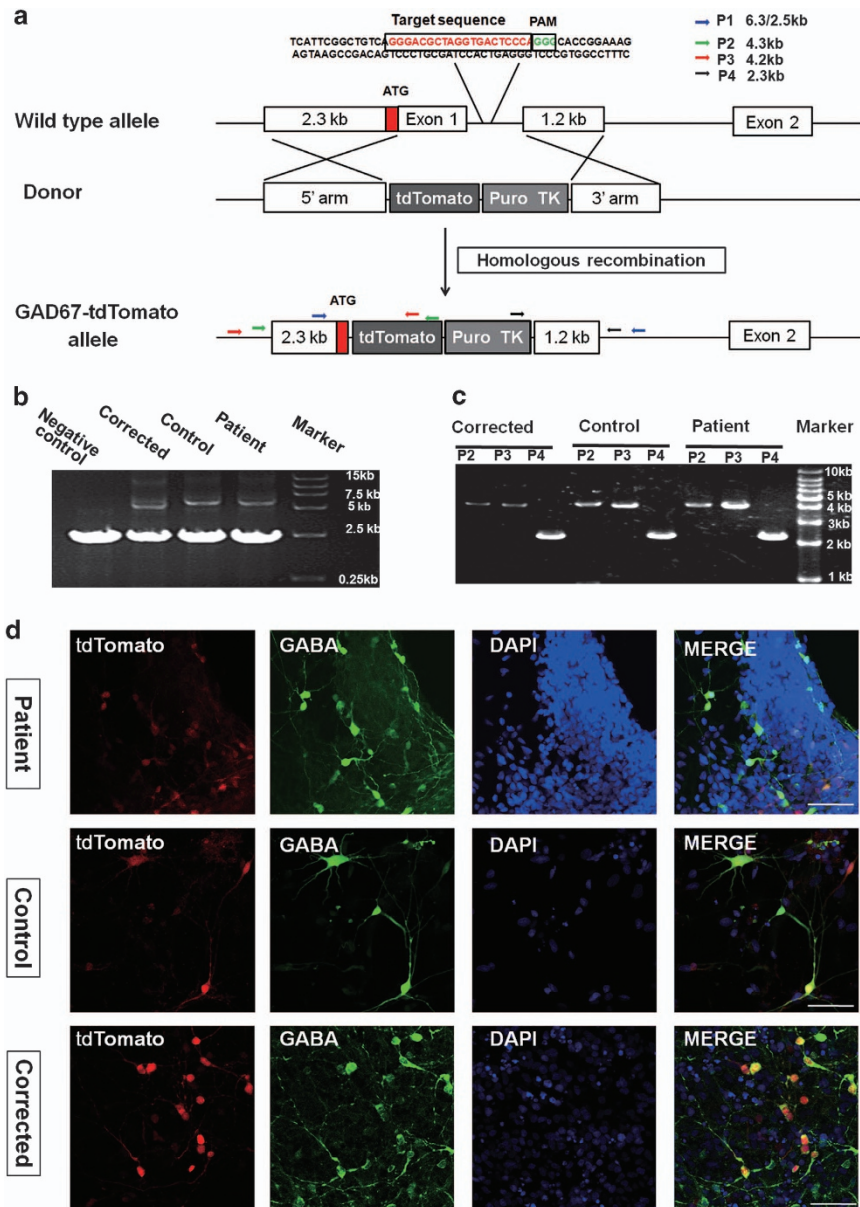 a
Target sequence PAM
TCATTCGGCTGTCAGGGACGCTAGGTGACTCCCAGGGCACCGGAAAG
AGTAAGCCGACAGTCCCTGCGATCCACTGAGGGTCCCGTGGCCTTTC
P1 6.3/2.5kb
P2 4.3kb
P3 4.2kb
P4 2.3kb
ATG
Wild type allele
2.3 kb Exon 1 1.2 kb Exon 2
Donor
5' arm tdTomato Puro TK 3' arm
Homologous recombination
GAD67-tdTomato
allele
ATG
2.3 kb tdTomato Puro TK 1.2 kb Exon 2
b
Negative
control
Corrected
Control
Patient
Marker
15kb
7.5 kb
5 kb
2.5 kb
0.25kb
c
Corrected Control Patient Marker
P2 P3 P4 P2 P3 P4 P2 P3 P4
10kb
5 kb
4 kb
3kb
2 kb
1 kb
d
Patient
tdTomato GABA DAPI MERGE
Control
tdTomato GABA DAPI MERGE
Corrected
tdTomato GABA DAPI MERGE